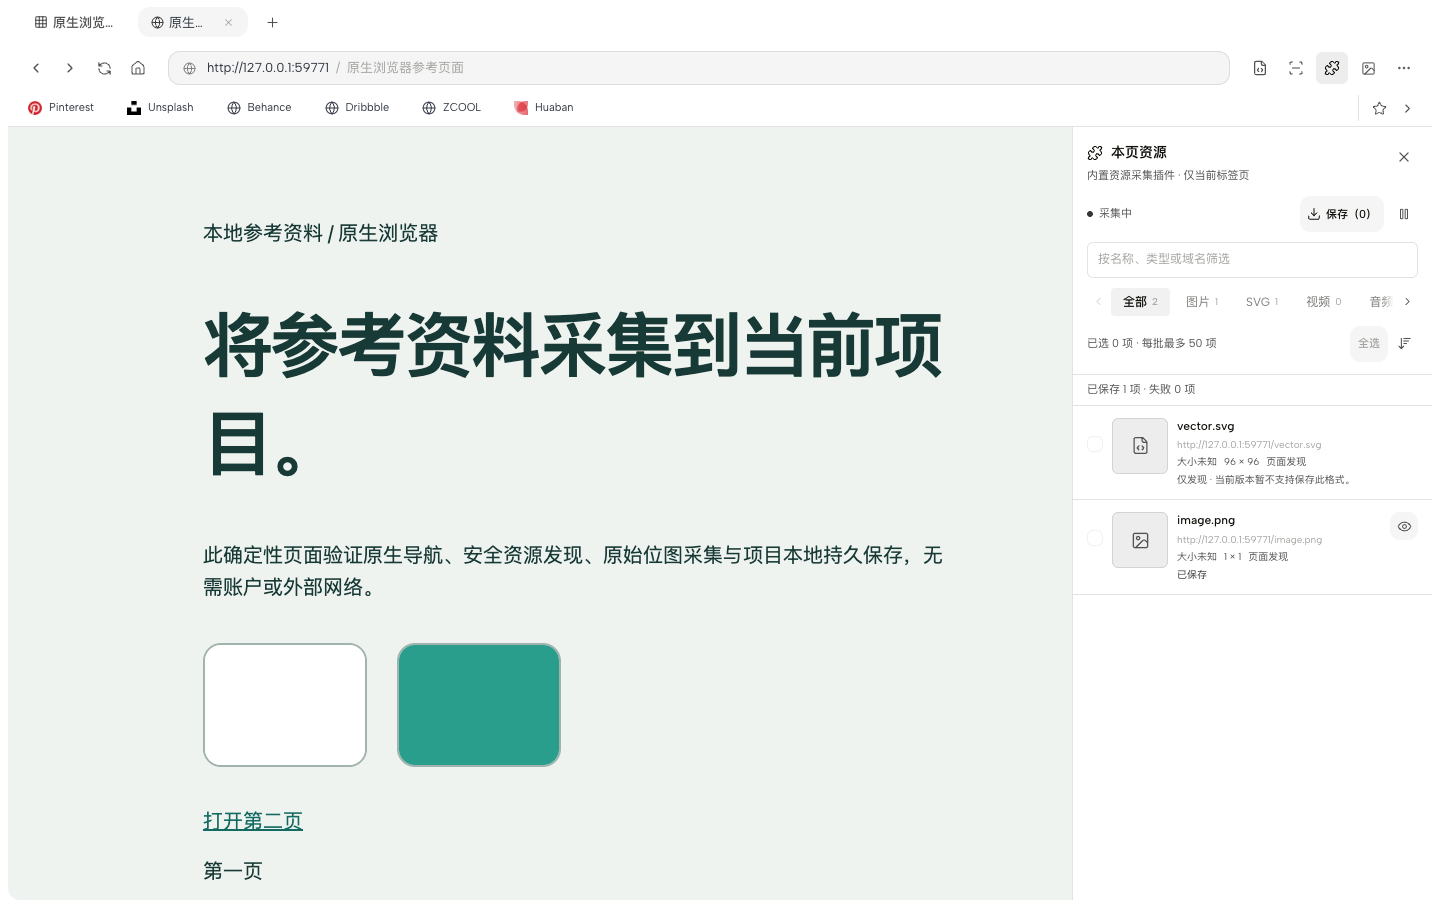 原生浏览...
原生...
http://127.0.0.1:59771 / 原生浏览器参考页面
Pinterest
Unsplash
Behance
Dribbble
ZCOOL
Huaban
本地参考资料 / 原生浏览器
将参考资料采集到当前项
目。
此确定性页面验证原生导航、安全资源发现、原始位图采集与项目本地持久保存，无
需账户或外部网络。
打开第二页
第一页
本页资源
内置资源采集插件 · 仅当前标签页
采集中
保存（0）
按名称、类型或域名筛选
全部 2
图片 1
SVG 1
视频 0
音频
已选 0 项 · 每批最多 50 项
全选
已保存 1 项 · 失败 0 项
vector.svg
http://127.0.0.1:59771/vector.svg
大小未知 96 × 96 页面发现
仅发现 · 当前版本暂不支持保存此格式。
image.png
http://127.0.0.1:59771/image.png
大小未知 1 × 1 页面发现
已保存